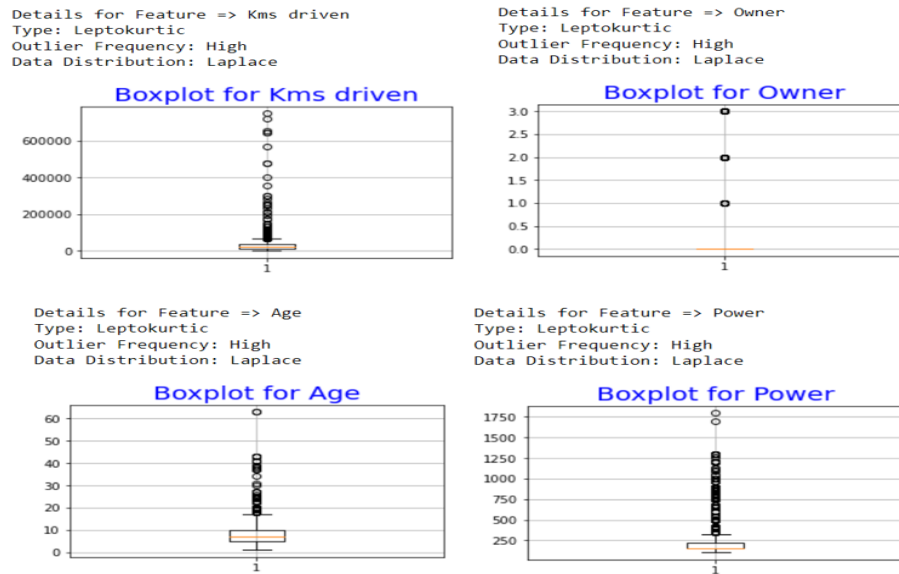 Details for Feature => Kms driven
Type: Leptokurtic
Outlier Frequency: High
Data Distribution: Laplace
Boxplot for Kms driven
600000
400000
200000
0
1
Details for Feature => Owner
Type: Leptokurtic
Outlier Frequency: High
Data Distribution: Laplace
Boxplot for Owner
3.0
2.5
2.0
1.5
1.0
0.5
0.0
1
Details for Feature => Age
Type: Leptokurtic
Outlier Frequency: High
Data Distribution: Laplace
Boxplot for Age
60
50
40
30
20
10
0
1
Details for Feature => Power
Type: Leptokurtic
Outlier Frequency: High
Data Distribution: Laplace
Boxplot for Power
1750
1500
1250
1000
750
500
250
1